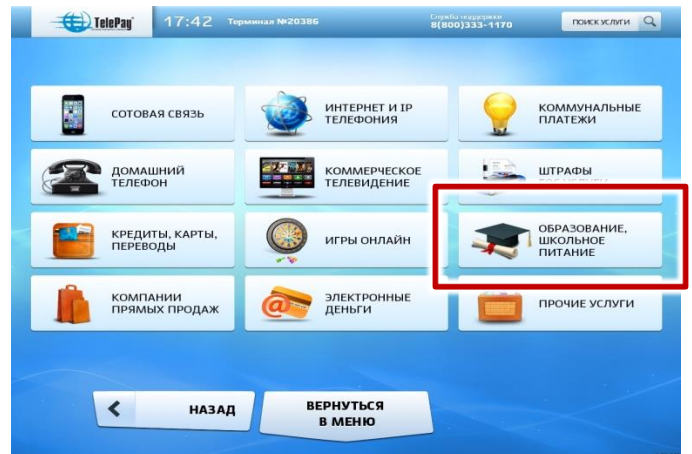 TelePay
17:42 Терминал №20386
Служба поддержки
8(800)333-1170
ПОИСК УСЛУГИ
СОТОВАЯ СВЯЗЬ
ИНТЕРНЕТ И IP
ТЕЛЕФОНИЯ
КОММУНАЛЬНЫЕ
ПЛАТЕЖИ
ДОМАШНИЙ
ТЕЛЕФОН
КОММЕРЧЕСКОЕ
ТЕЛЕВИДЕНИЕ
ШТРАФЫ
КРЕДИТЫ, КАРТЫ,
ПЕРЕВОДЫ
ИГРЫ ОНЛАЙН
ОБРАЗОВАНИЕ,
ШКОЛЬНОЕ
ПИТАНИЕ
КОМПАНИИ
ПРЯМЫХ ПРОДАЖ
ЭЛЕКТРОННЫЕ
ДЕНЬГИ
ПРОЧИЕ УСЛУГИ
НАЗАД
ВЕРНУТЬСЯ
В МЕНЮ